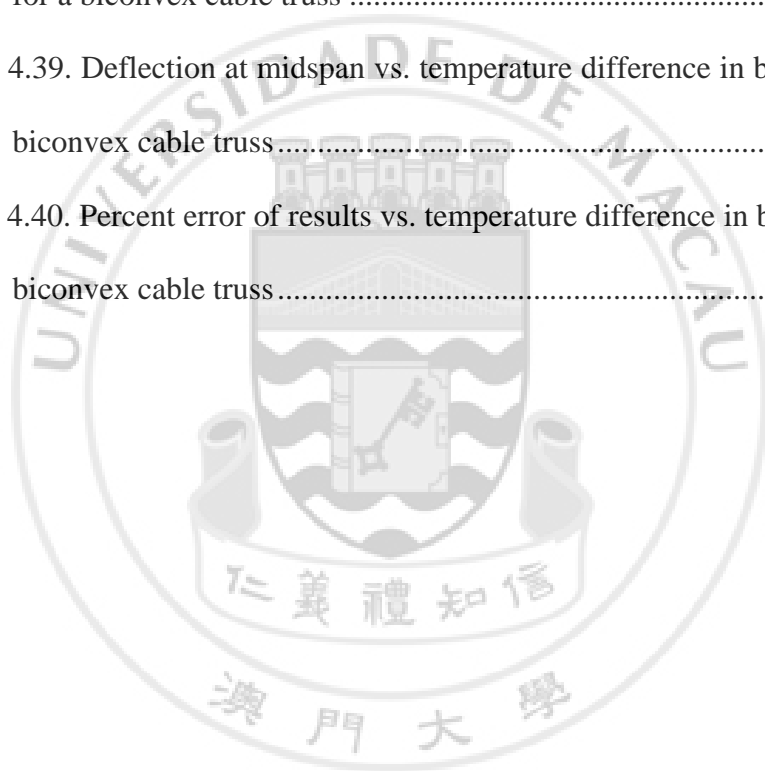 for a biconvex cable truss ......................................................
4.39. Deflection at midspan vs. temperature difference in b
biconvex cable truss ...............................................................
4.40. Percent error of results vs. temperature difference in b
biconvex cable truss ...............................................................
UNIVERSIDADE DE MACAU
仁義禮知信
澳門大學